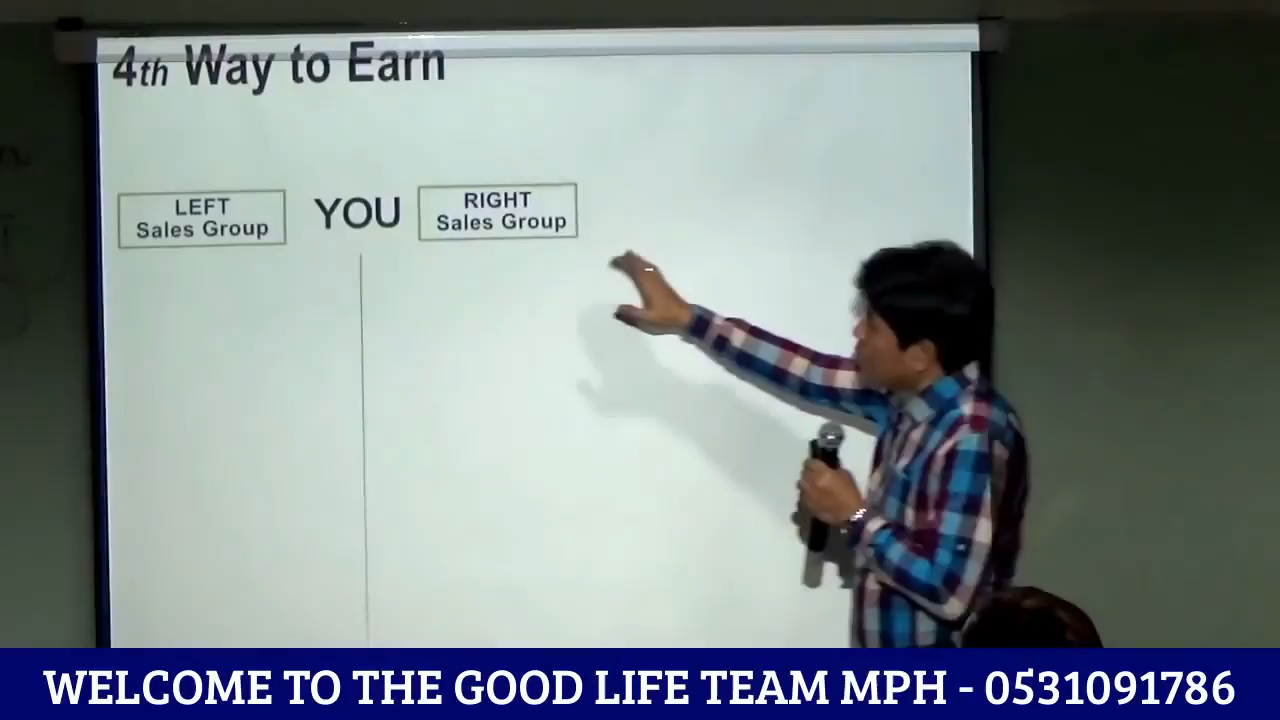 4th Way to Earn
LEFT
Sales Group
YOU
RIGHT
Sales Group
WELCOME TO THE GOOD LIFE TEAM MPH - 0531091786